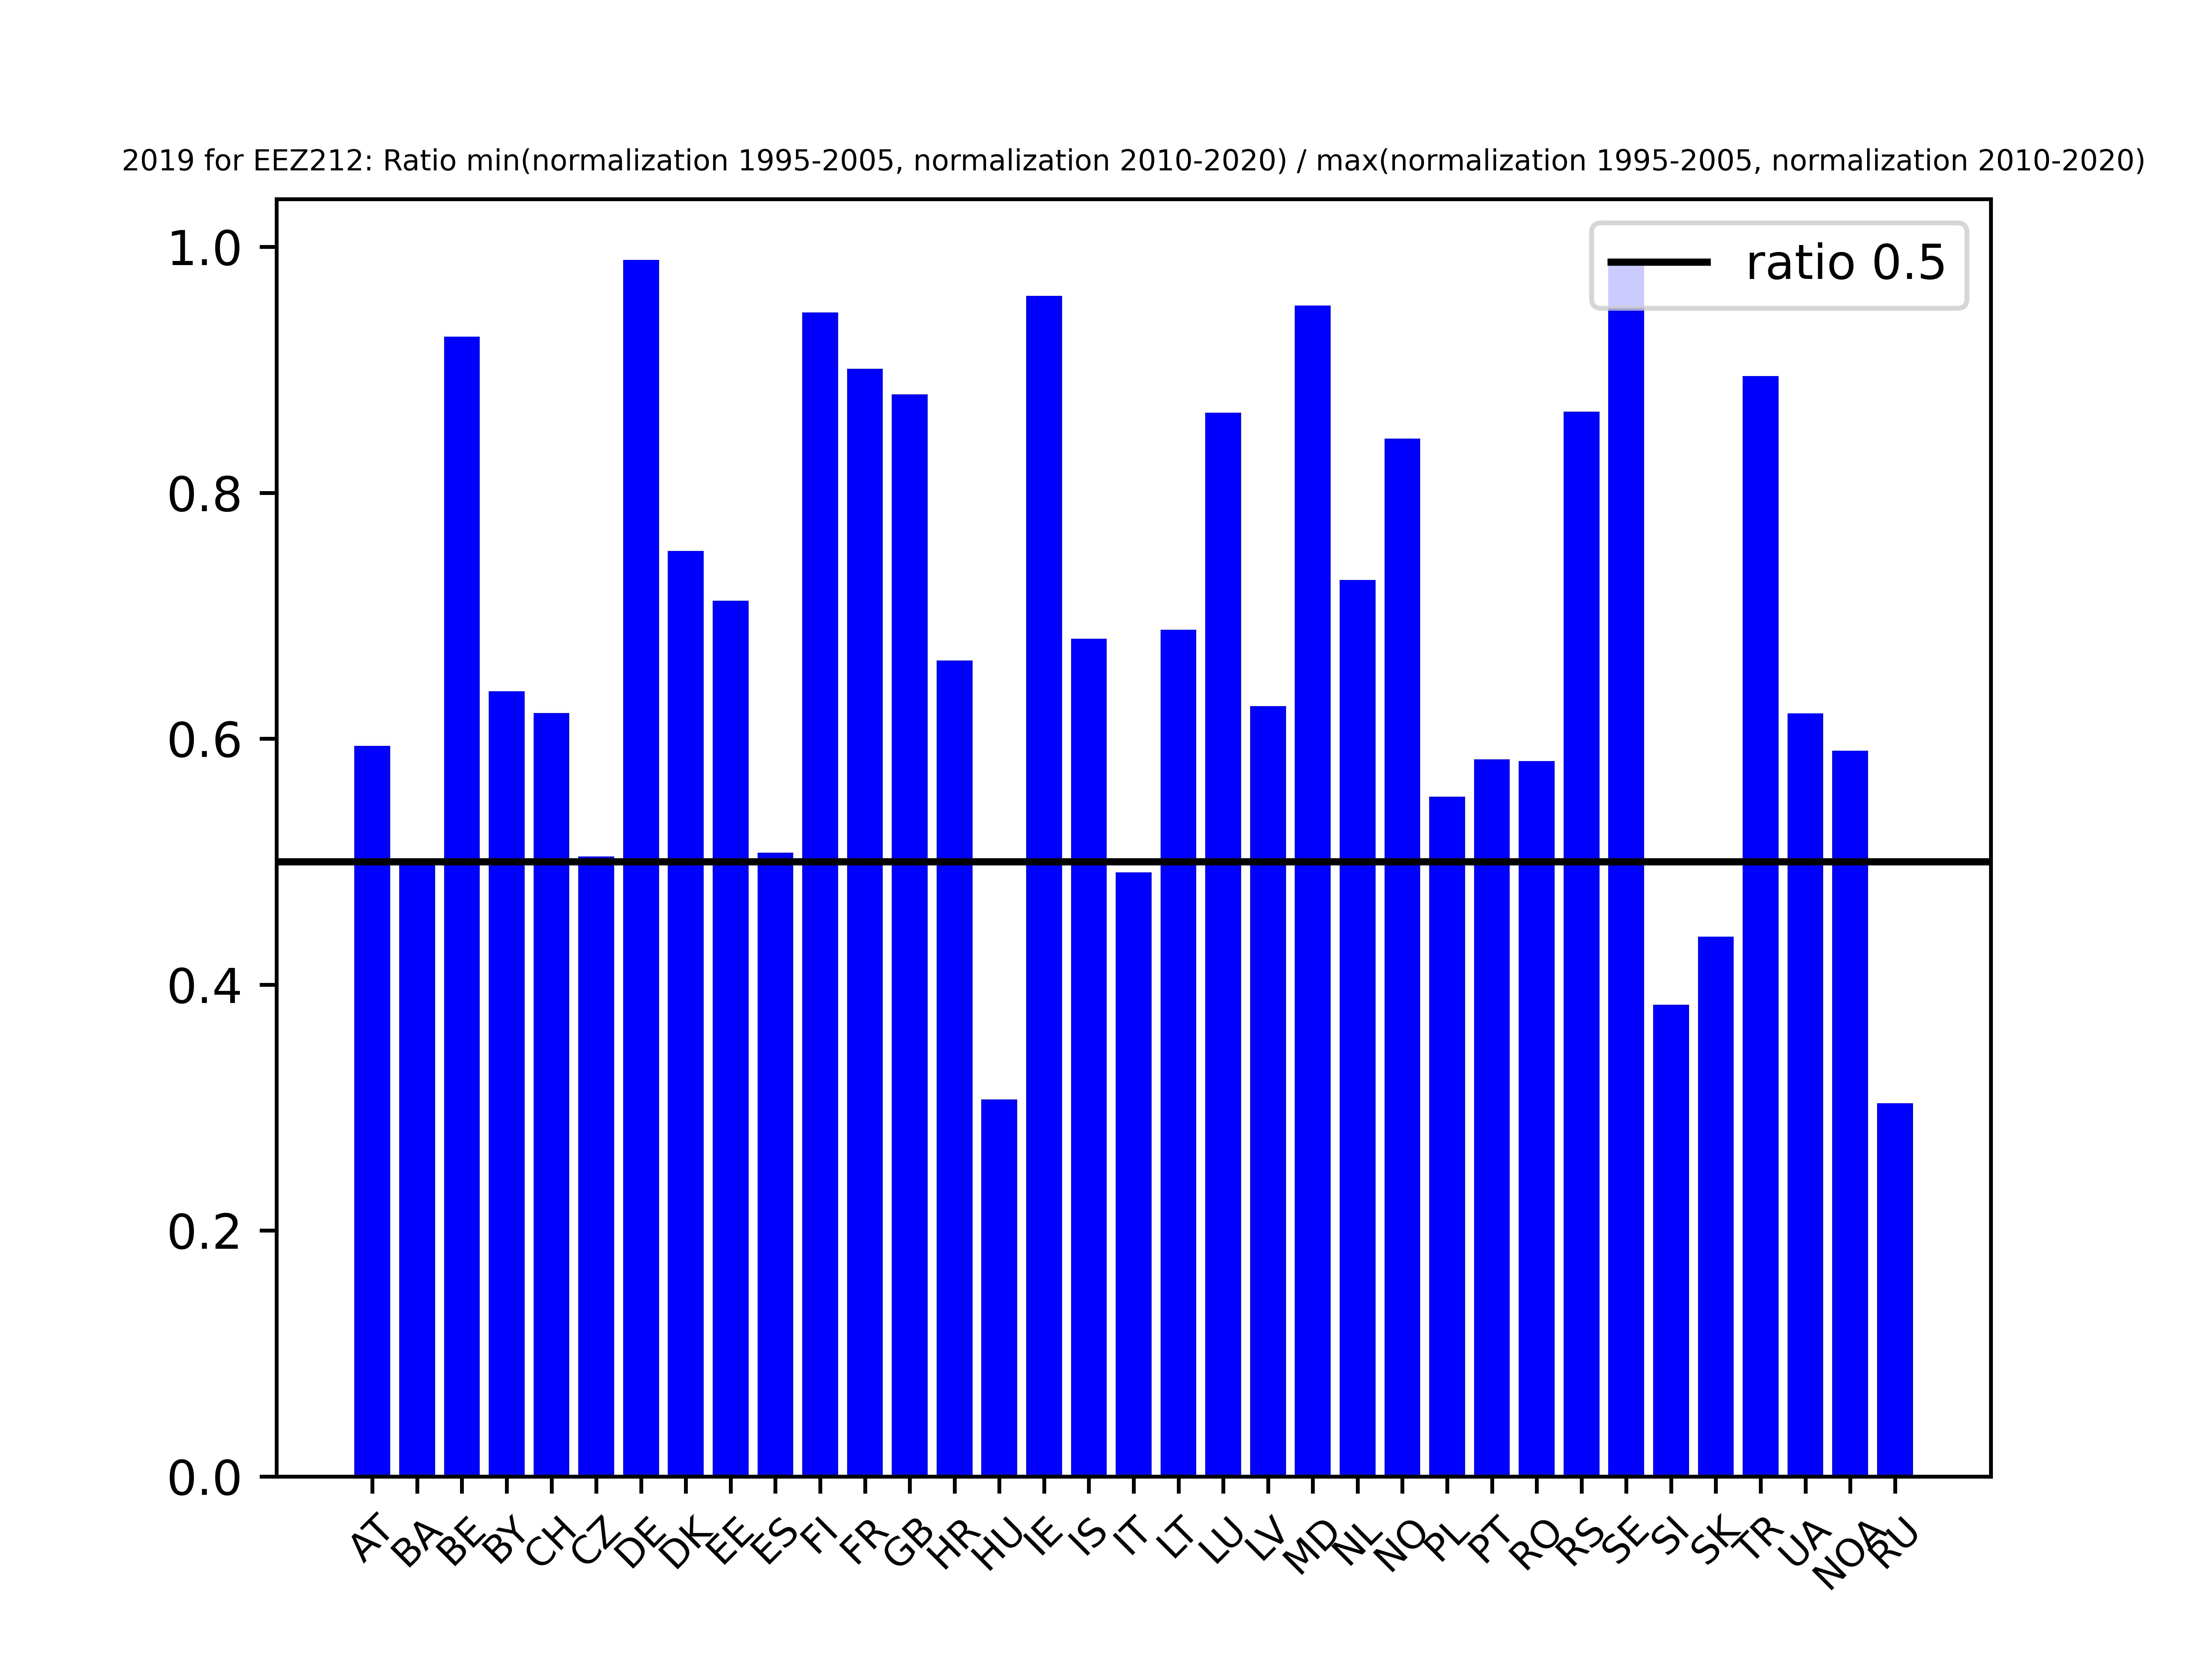 2019 for EEZ212: Ratio min(normalization 1995-2005, normalization 2010-2020) / max(normalization 1995-2005, normalization 2010-2020)
ratio 0.5
1.0
0.8
0.6
0.4
0.2
0.0
AT BA BE BY CH CZ DE DK EE ES FI FR GB HR HU IE IS IT LT LU LV MD NL NO PL PT RO RS SE SI SK TR UA NOA RU